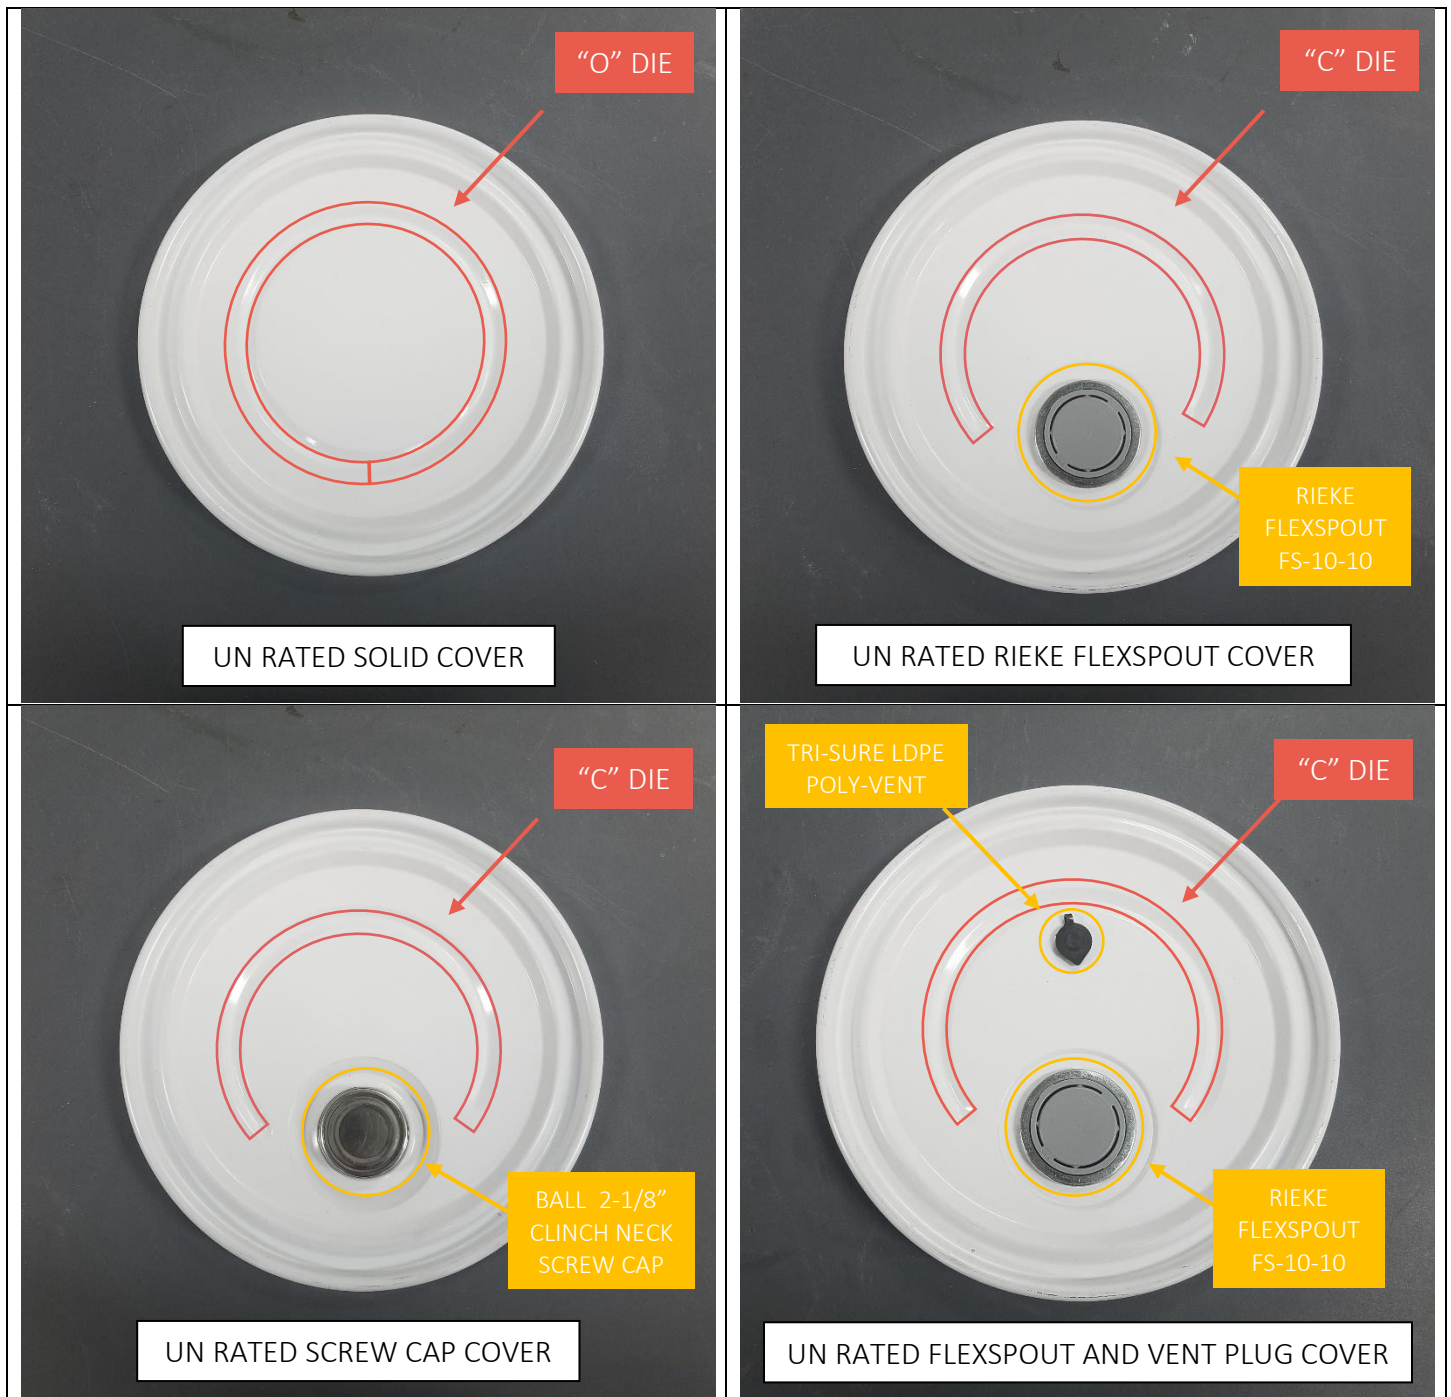 “O” DIE
UN RATED SOLID COVER
“C” DIE
RIEKE
FLEXSPOUT
FS-10-10
UN RATED RIEKE FLEXSPOUT COVER
“C” DIE
BALL 2-1/8”
CLINCH NECK
SCREW CAP
UN RATED SCREW CAP COVER
TRI-SURE LDPE
POLY-VENT
“C” DIE
RIEKE
FLEXSPOUT
FS-10-10
UN RATED FLEXSPOUT AND VENT PLUG COVER